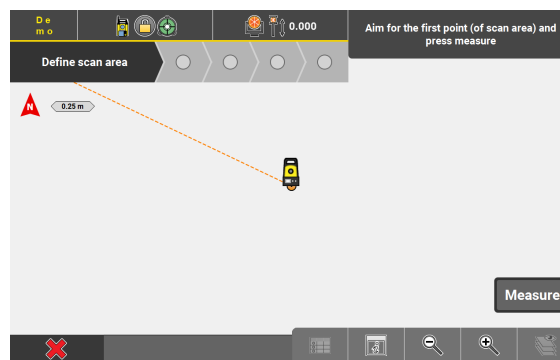 De
mo
0.000
Aim for the first point (of scan area) and
press measure
Define scan area
N
0.25 m
Measure